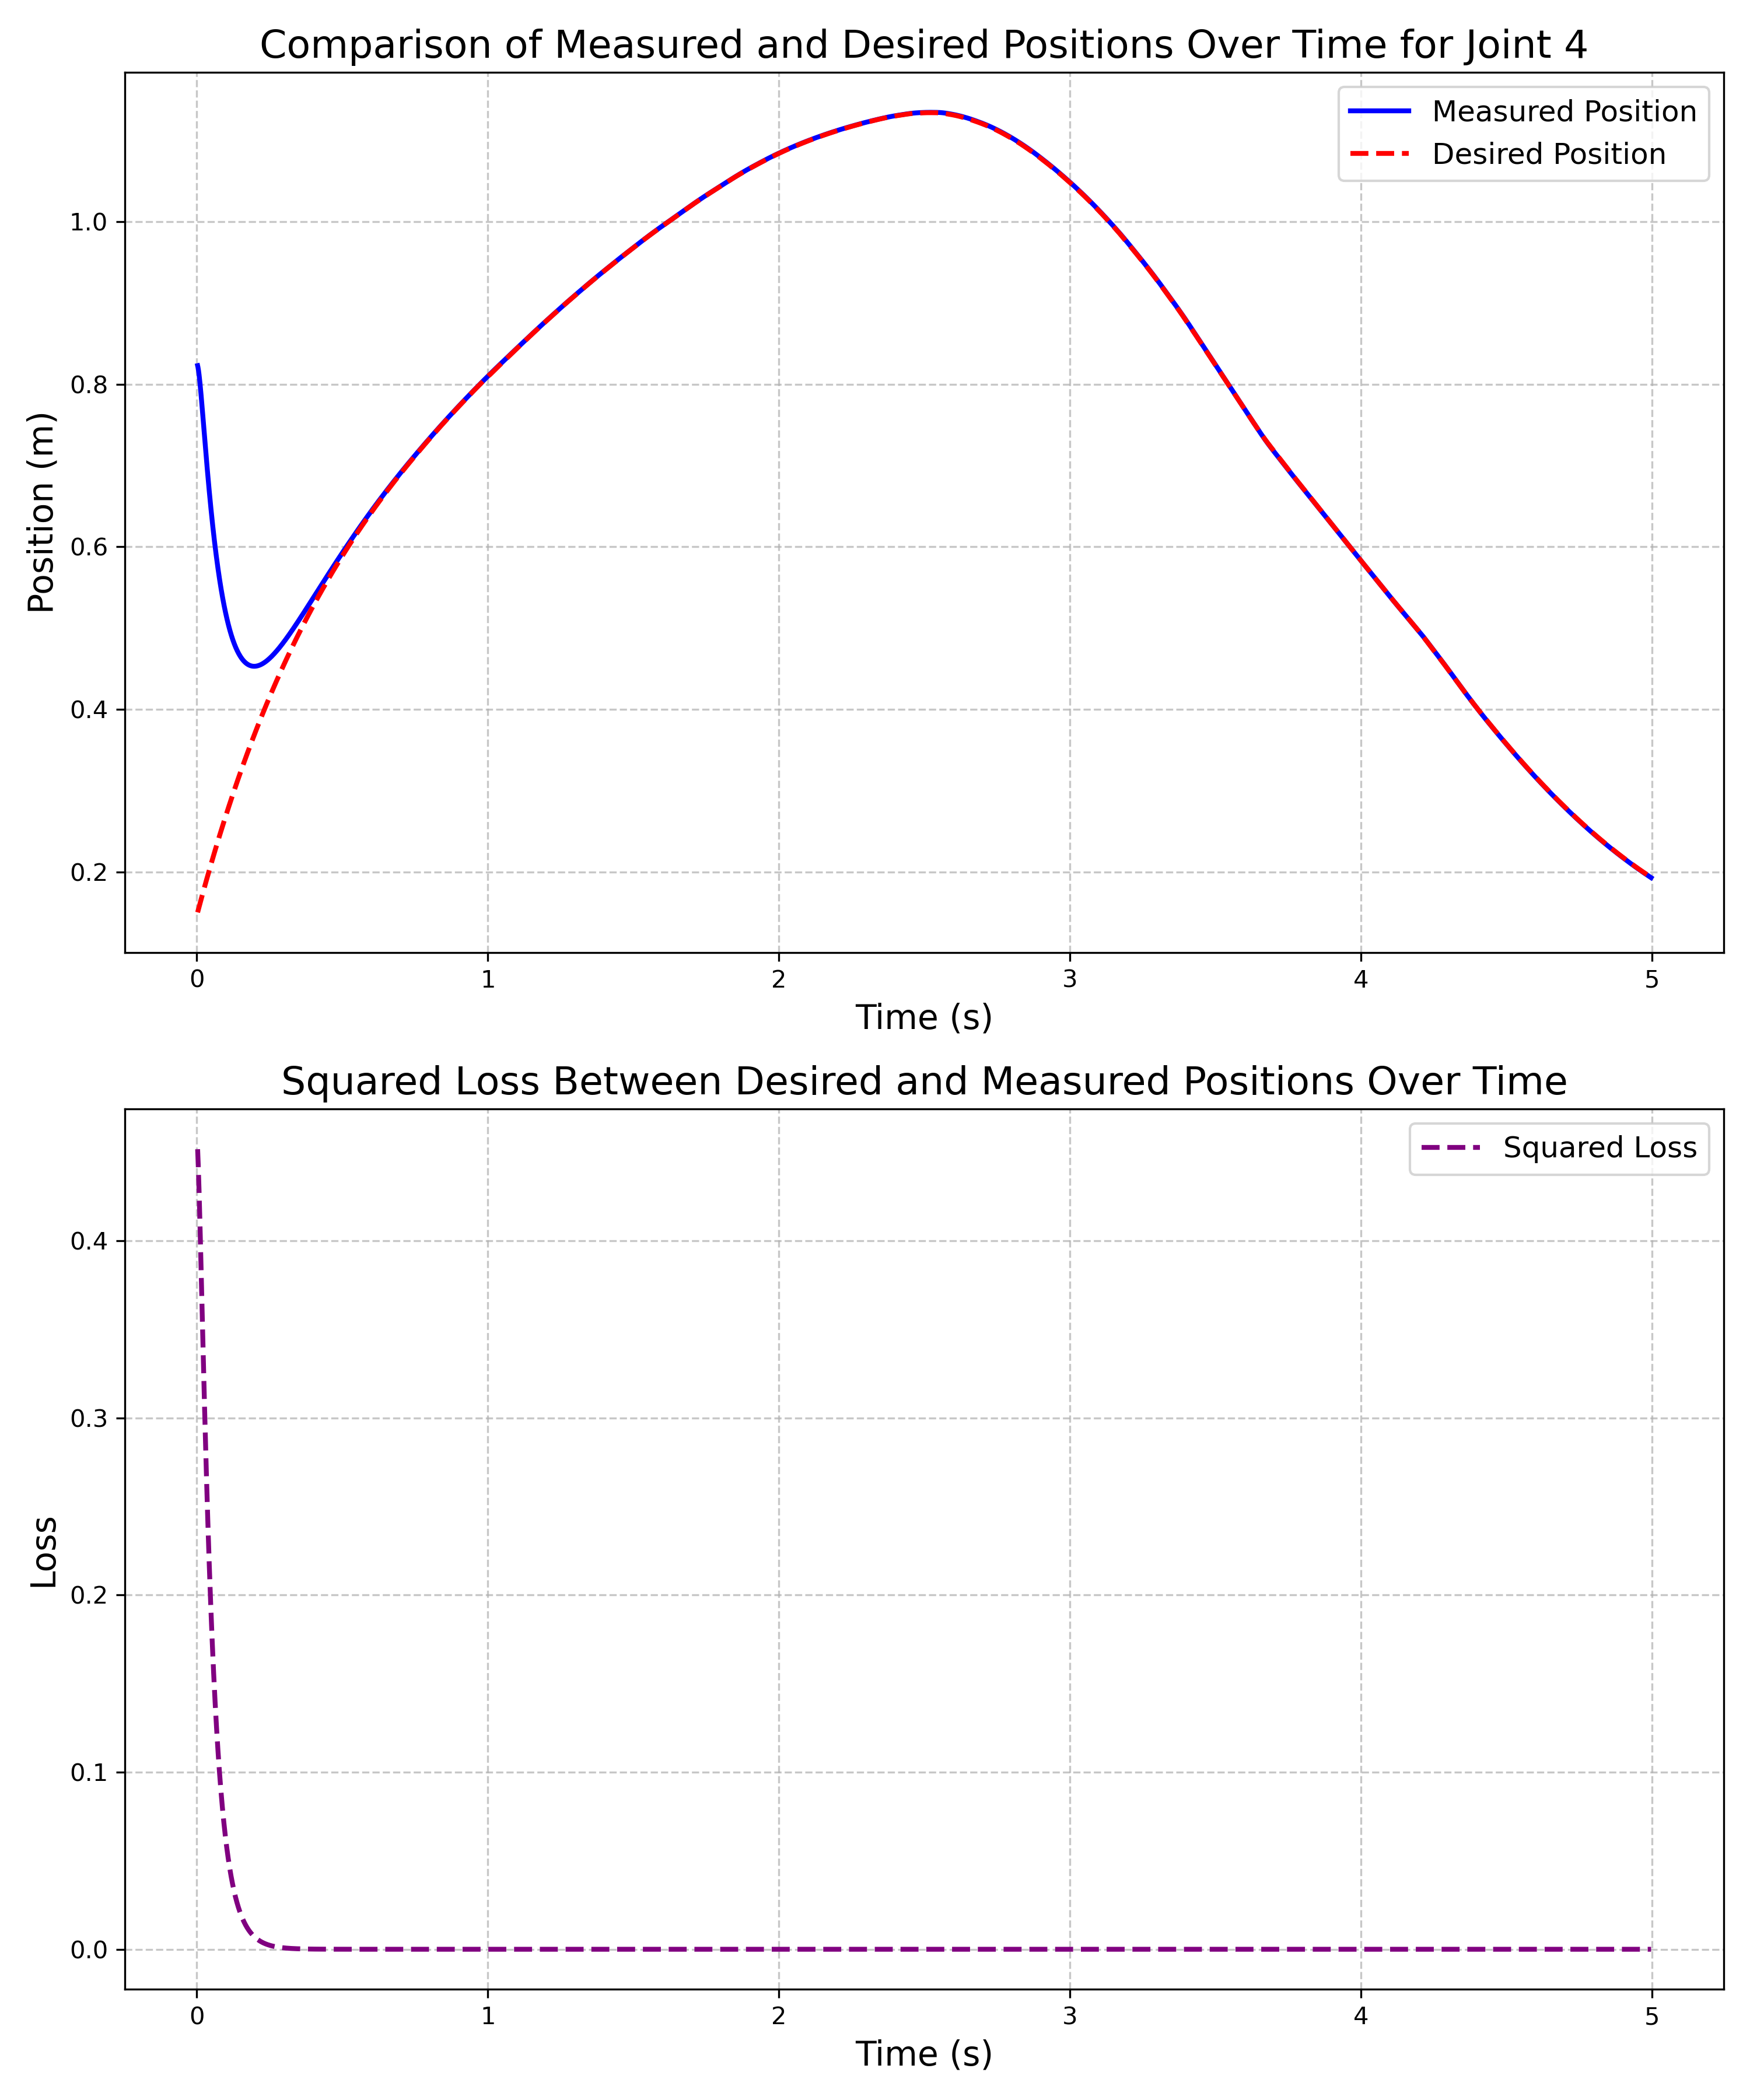 Comparison of Measured and Desired Positions Over Time for Joint 4
Measured Position
Desired Position
Position (m)
1.0
0.8
0.6
0.4
0.2
0 1 2 3 4 5
Time (s)
Squared Loss Between Desired and Measured Positions Over Time
Squared Loss
Loss
0.4
0.3
0.2
0.1
0.0
0 1 2 3 4 5
Time (s)